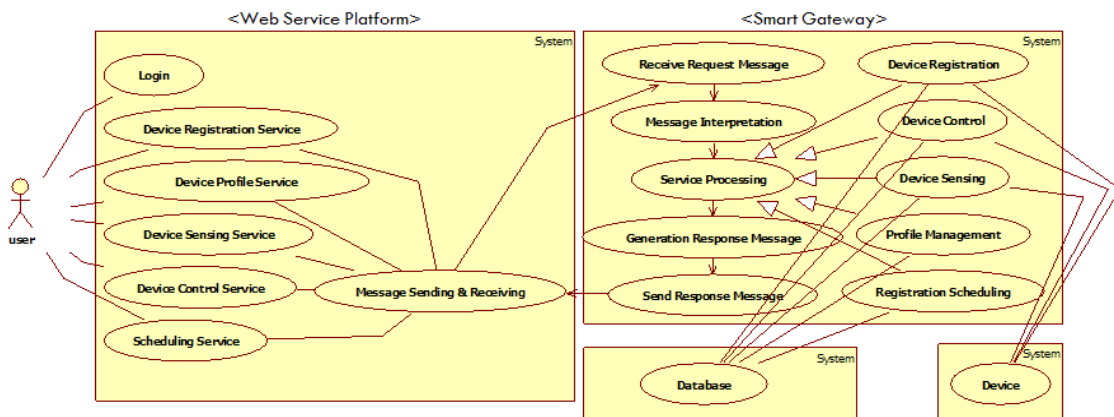 <Web Service Platform>
<Smart Gateway>
System
Login
Device Registration Service
Device Profile Service
Device Sensing Service
Device Control Service
Scheduling Service
Message Sending & Receiving
user
System
Receive Request Message
Message Interpretation
Service Processing
Generation Response Message
Send Response Message
Device Registration
Device Control
Device Sensing
Profile Management
Registration Scheduling
System
Database
System
Device